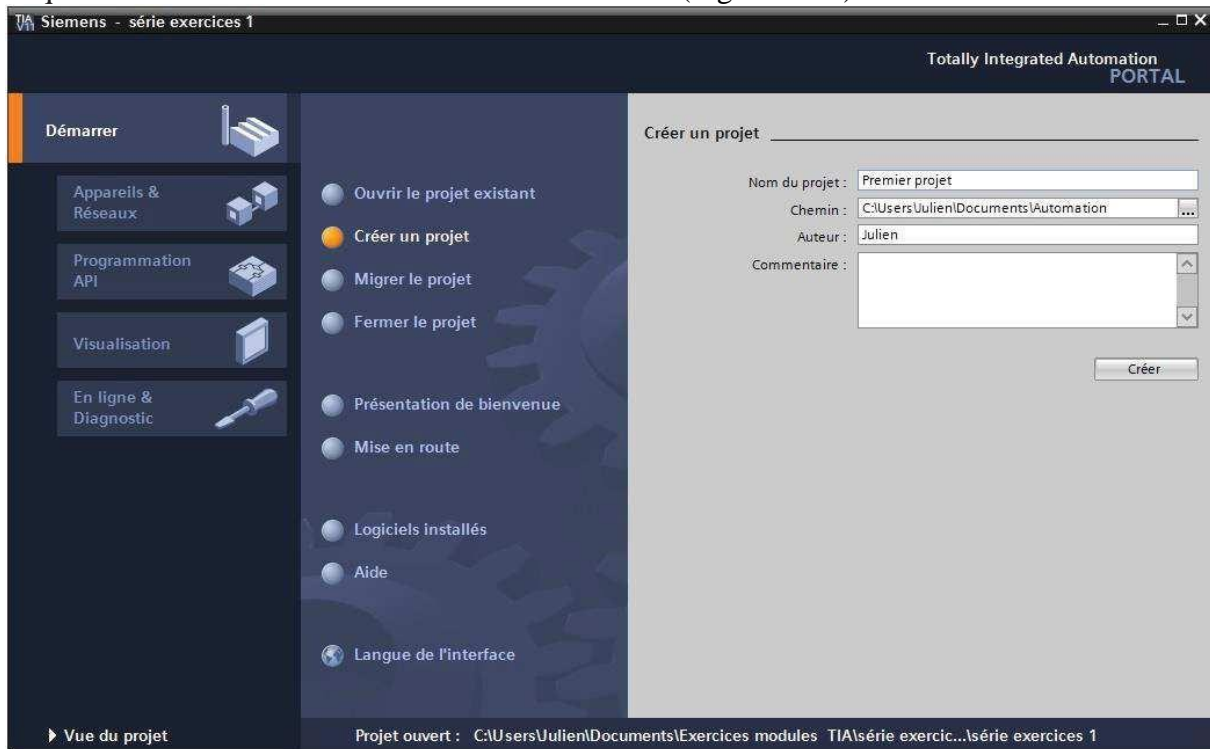 Siemens - série exercices 1
Totally Integrated Automation
PORTAL
Démarrer
Appareils &
Réseaux
Programmation
API
Visualisation
En ligne &
Diagnostic
Vue du projet
Ouvrir le projet existant
Créer un projet
Migrer le projet
Fermer le projet
Présentation de bienvenue
Mise en route
Logiciels installés
Aide
Langue de l'interface
Créer un projet
Nom du projet : Premier projet
Chemin : C:\Users\Julien\Documents\Automation ...
Auteur : Julien
Commentaire :
Créer
Projet ouvert : C:\Users\Julien\Documents\Exercices modules TIA\série exercic...\série exercices 1